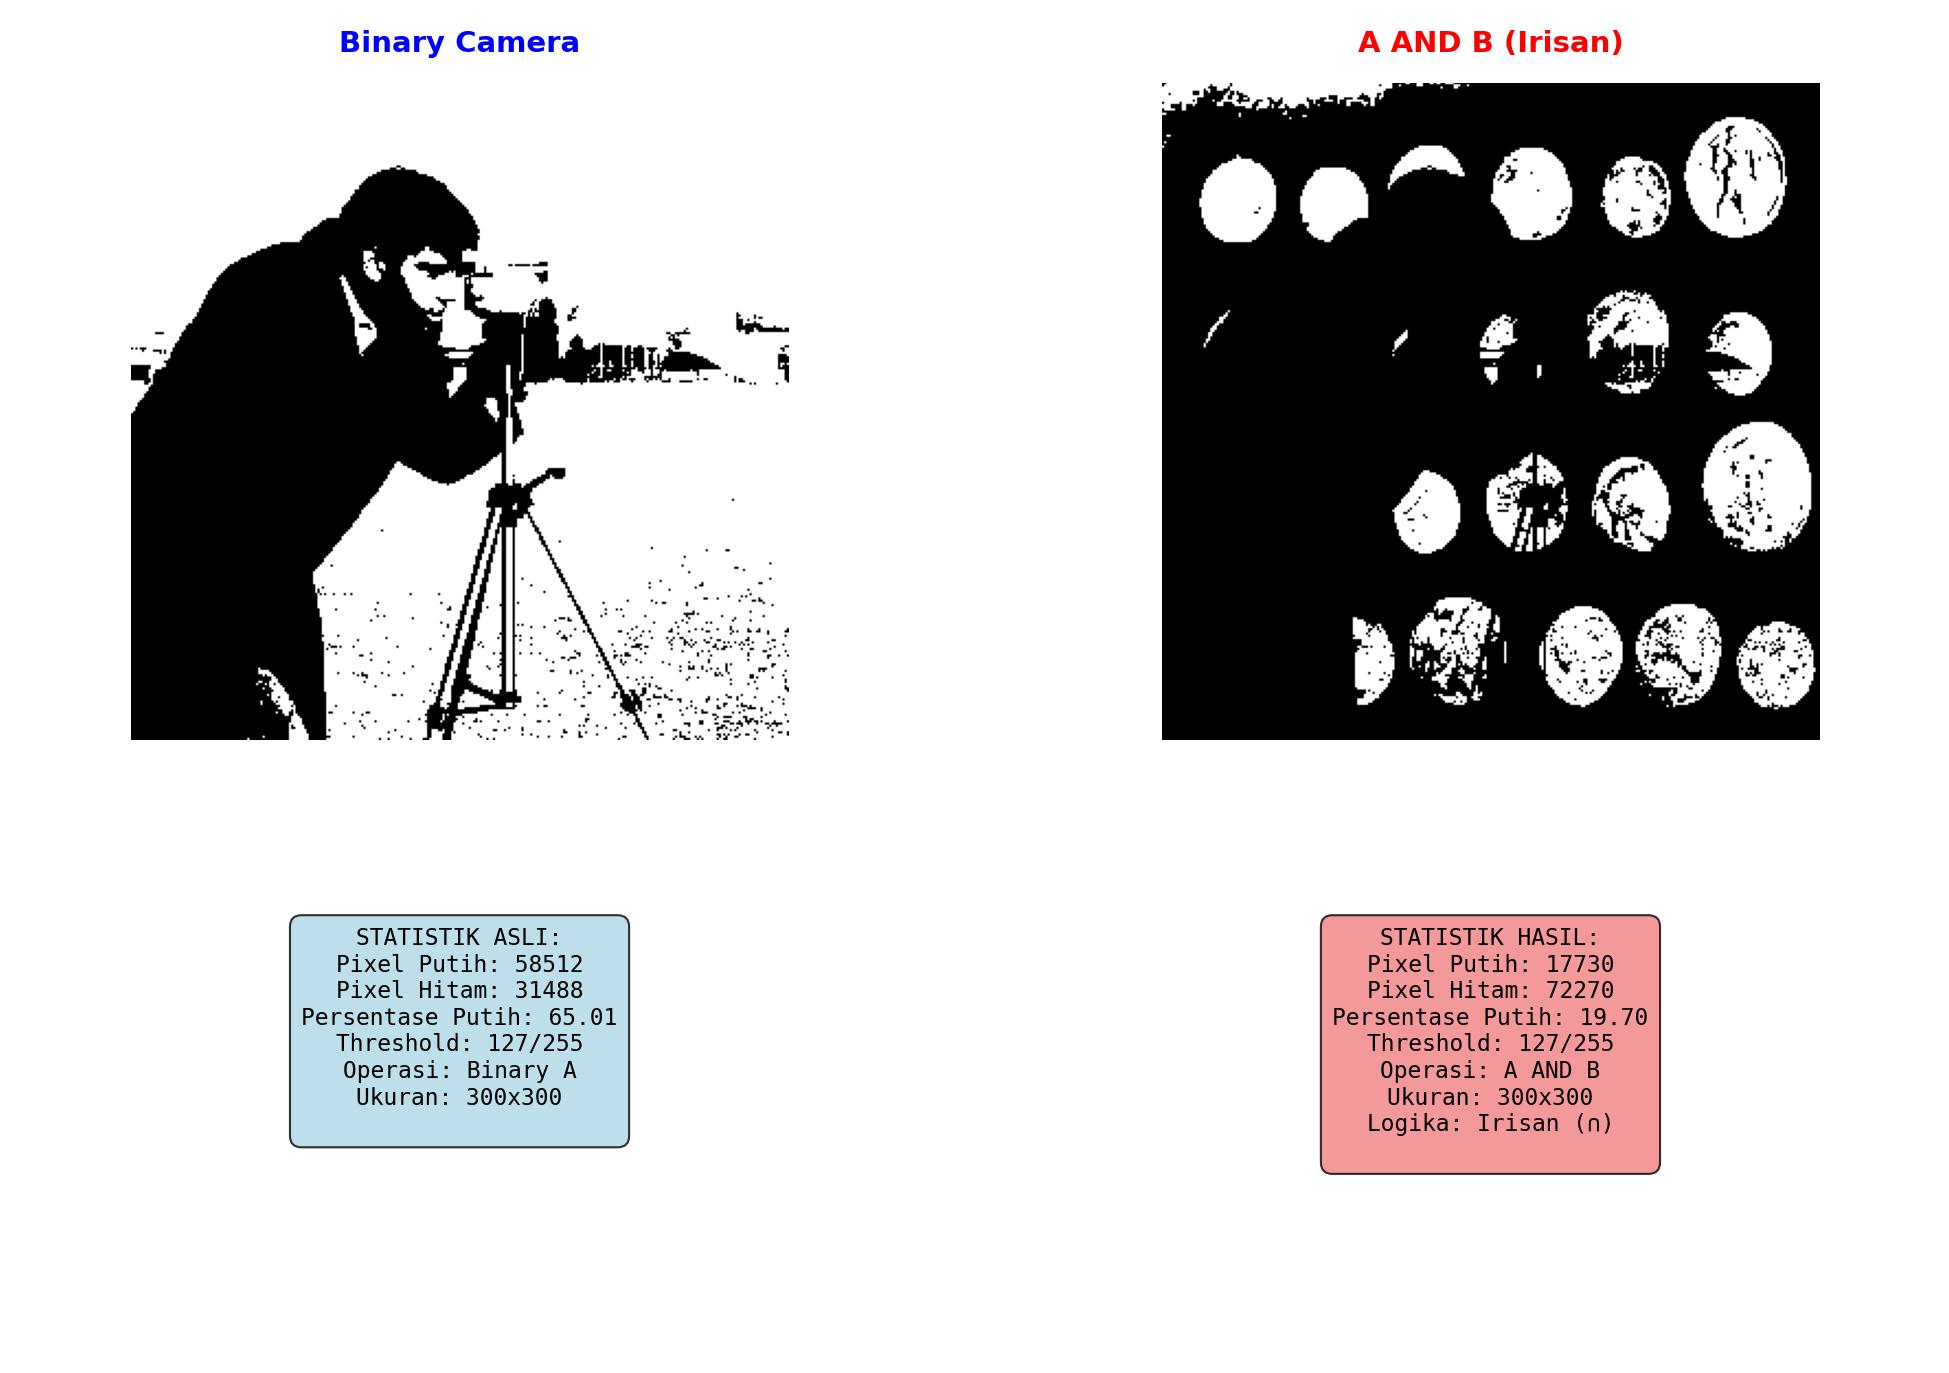 Binary Camera
A AND B (Irisan)
STATISTIK ASLI:
Pixel Putih: 58512
Pixel Hitam: 31488
Persentase Putih: 65.01
Threshold: 127/255
Operasi: Binary A
Ukuran: 300x300
STATISTIK HASIL:
Pixel Putih: 17730
Pixel Hitam: 72270
Persentase Putih: 19.70
Threshold: 127/255
Operasi: A AND B
Ukuran: 300x300
Logika: Irisan (∩)